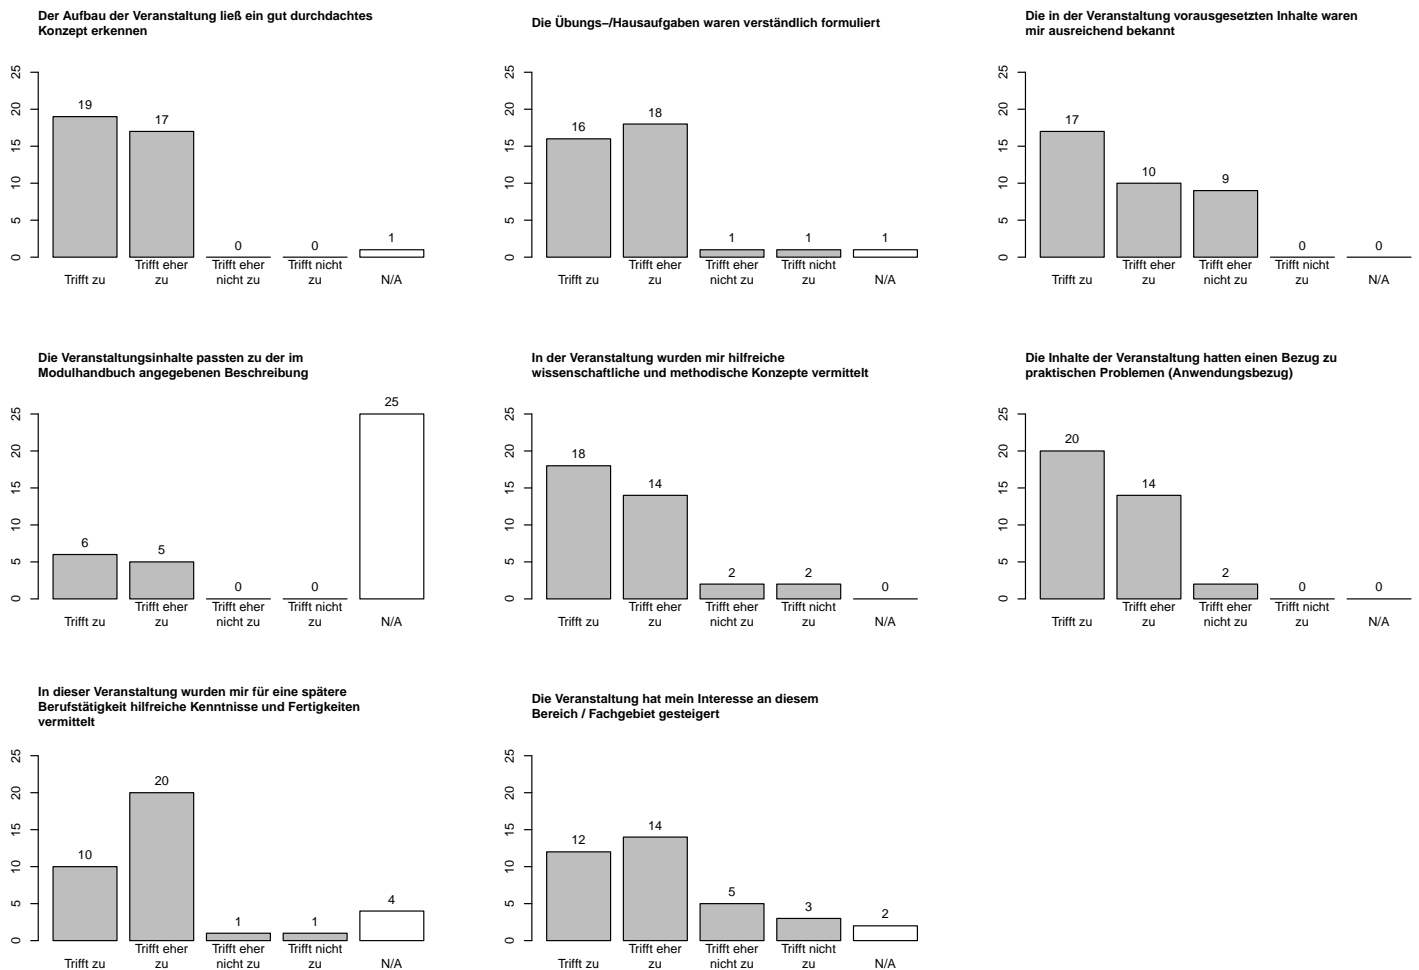 Der Aufbau der Veranstaltung ließ ein gut durchdachtes
Konzept erkennen
25
20
15
10
5
0
19
17
0
0
1
Trifft zu
Trifft eher
zu
Trifft eher
nicht zu
Trifft nicht
zu
N/A
Die Übungs–/Hausaufgaben waren verständlich formuliert
25
20
15
10
5
0
16
18
1
1
1
Trifft zu
Trifft eher
zu
Trifft eher
nicht zu
Trifft nicht
zu
N/A
Die in der Veranstaltung vorausgesetzten Inhalte waren
mir ausreichend bekannt
25
20
15
10
5
0
17
10
9
0
0
Trifft zu
Trifft eher
zu
Trifft eher
nicht zu
Trifft nicht
zu
N/A
Die Veranstaltungsinhalte passten zu der im
Modulhandbuch angegebenen Beschreibung
25
20
15
10
5
0
6
5
0
0
25
Trifft zu
Trifft eher
zu
Trifft eher
nicht zu
Trifft nicht
zu
N/A
In der Veranstaltung wurden mir hilfreiche
wissenschaftliche und methodische Konzepte vermittelt
25
20
15
10
5
0
18
14
2
2
0
Trifft zu
Trifft eher
zu
Trifft eher
nicht zu
Trifft nicht
zu
N/A
Die Inhalte der Veranstaltung hatten einen Bezug zu
praktischen Problemen (Anwendungsbezug)
25
20
15
10
5
0
20
14
2
0
0
Trifft zu
Trifft eher
zu
Trifft eher
nicht zu
Trifft nicht
zu
N/A
In dieser Veranstaltung wurden mir für eine spätere
Berufstätigkeit hilfreiche Kenntnisse und Fertigkeiten
vermittelt
25
20
15
10
5
0
10
20
1
1
4
Trifft zu
Trifft eher
zu
Trifft eher
nicht zu
Trifft nicht
zu
N/A
Die Veranstaltung hat mein Interesse an diesem
Bereich / Fachgebiet gesteigert
25
20
15
10
5
0
12
14
5
3
2
Trifft zu
Trifft eher
zu
Trifft eher
nicht zu
Trifft nicht
zu
N/A